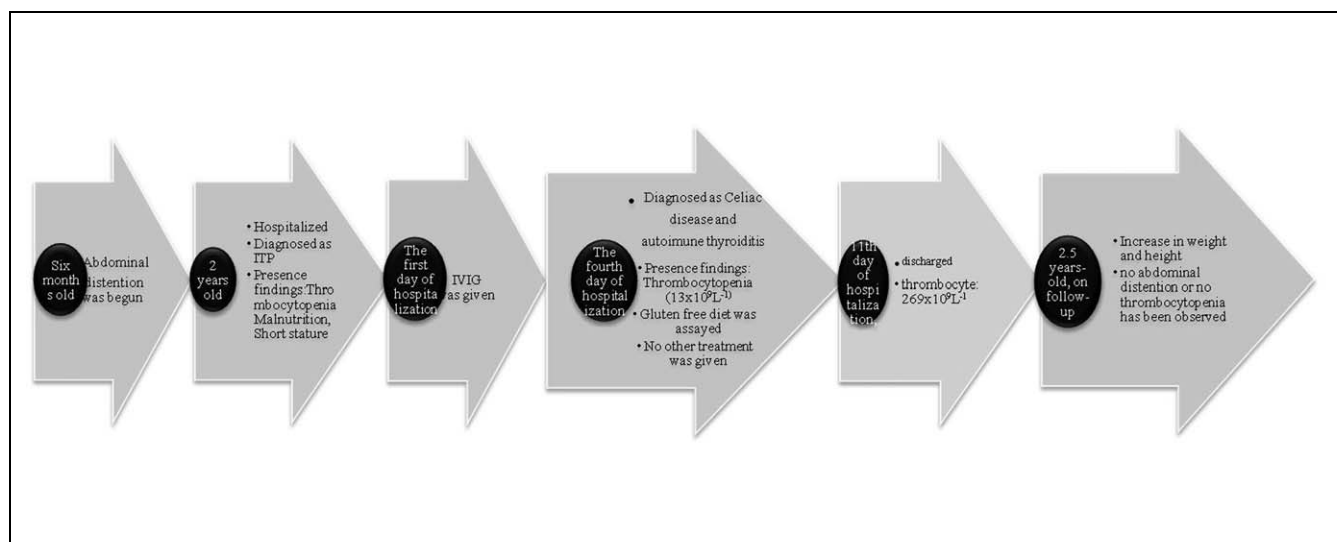 Six
month
s old
Abdominal
distention
was begun
2
years
old
• Hospitalized
• Diagnosed as
ITP
• Presence
findings:Thro
mbocytopenia
Malnutrition,
Short stature
The
first
day of
hospita
lization
IVIG
as given
The
fourth
day of
hospital
ization
• Diagnosed as Celiac
disease and
autoimune thyroiditis
• Presence findings:
Thrombocytopenia
(13x10⁹L⁻¹)
• Gluten free diet was
assayed
• No other treatment
was given
11th
day of
hospi
taliza
tion,
• discharged
• thrombocyte:
269x10⁹L⁻¹
2.5
years-
old, on
follow-
up
• Increase in weight
and height
• no abdominal
distention or no
thrombocytopenia
has been observed